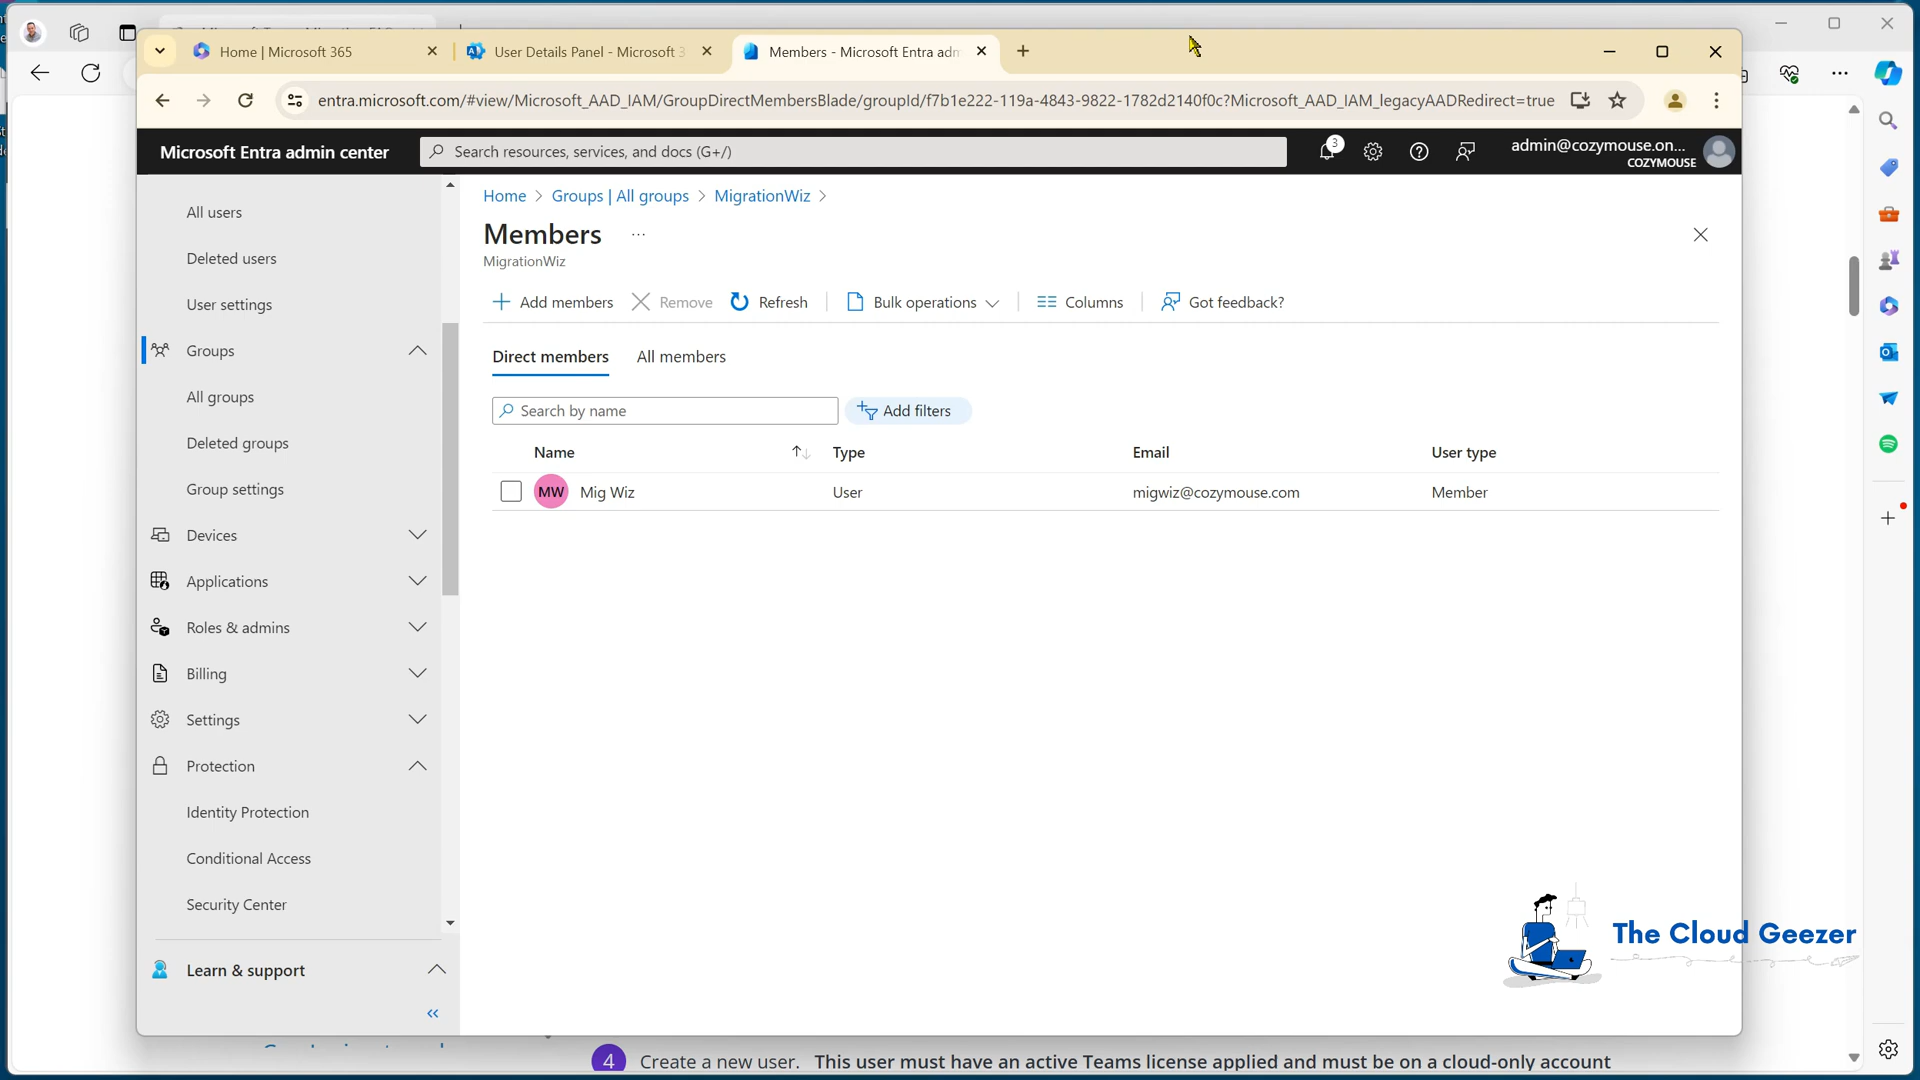 Home | Microsoft 365
User Details Panel - Microsoft 3
Members - Microsoft Entra adm
entra.microsoft.com/#view/Microsoft_AAD_IAM/GroupDirectMembersBlade/groupId/f7b1e222-119a-4843-9822-1782d2140f0c?Microsoft_AAD_IAM_legacyAADRedirect=true
Microsoft Entra admin center
Search resources, services, and docs (G+/)
3
admin@cozymouse.on...
COZYMOUSE
All users
Deleted users
User settings
Groups
All groups
Deleted groups
Group settings
Devices
Applications
Roles & admins
Billing
Settings
Protection
Identity Protection
Conditional Access
Security Center
Learn & support
Home > Groups | All groups > MigrationWiz >
Members ...
MigrationWiz
Add members
Remove
Refresh
Bulk operations
Columns
Got feedback?
Direct members
All members
Search by name
Add filters
Name Type Email User type
MW Mig Wiz User migwiz@cozymouse.com Member
The Cloud Geezer
4 Create a new user. This user must have an active Teams license applied and must be on a cloud-only account